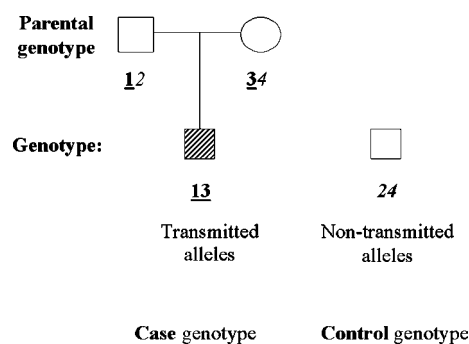 Parental
genotype
12 34
Genotype:
13 24
Transmitted Non-transmitted
alleles alleles
Case genotype Control genotype